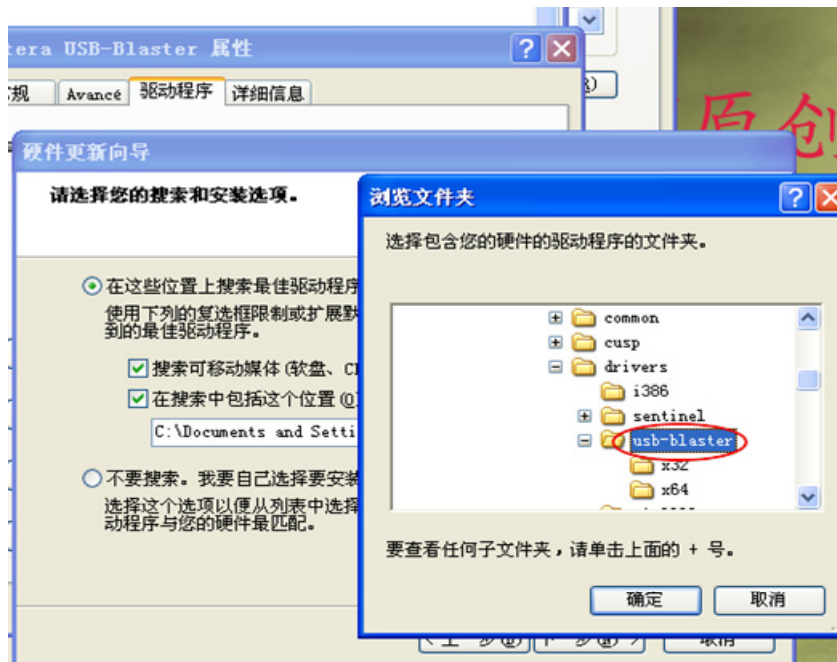 tera USB-Blaster 属性
常规
Avancé
驱动程序
详细信息
原创
硬件更新向导
请选择您的搜索和安装选项。
在这些位置上搜索最佳驱动程序
使用下列的复选框限制或扩展默
到的最佳驱动程序。
搜索可移动媒体(软盘、CD
在搜索中包括这个位置(O)
C:\Documents and Setti
不要搜索。我要自己选择要安装
选择这个选项以便从列表中选择
动程序与您的硬件最匹配。
浏览文件夹
选择包含您的硬件的驱动程序的文件夹。
common
cusp
drivers
i386
sentinel
usb-blaster
x32
x64
要查看任何子文件夹，请单击上面的 + 号。
确定
取消
取消